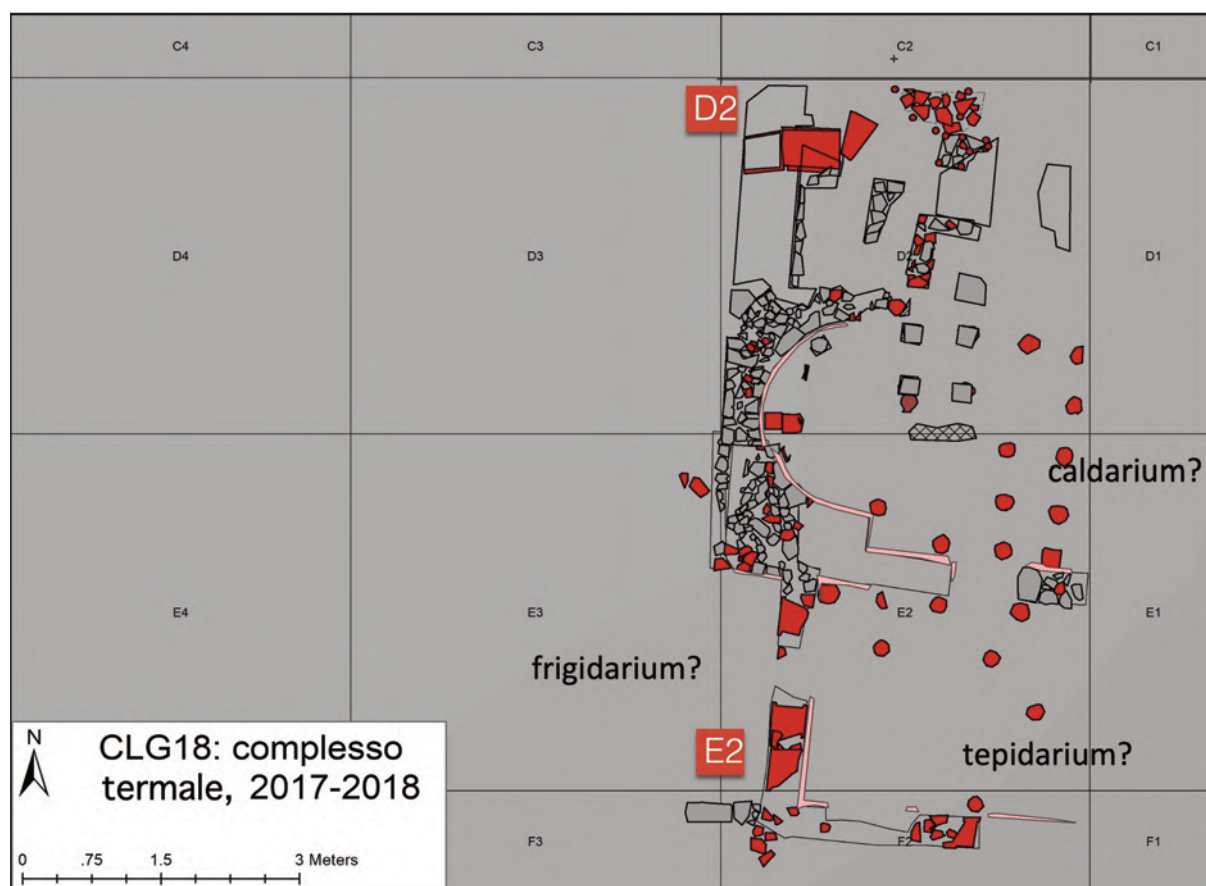 C4 C3 C2 C1
D2
D4 D3 D2 D1
caldarium?
E4 E3 E2 E1
frigidarium?
E2 tepidarium?
N
CLG18: complesso
termale, 2017-2018
F3 F2 F1
0 .75 1.5 3 Meters